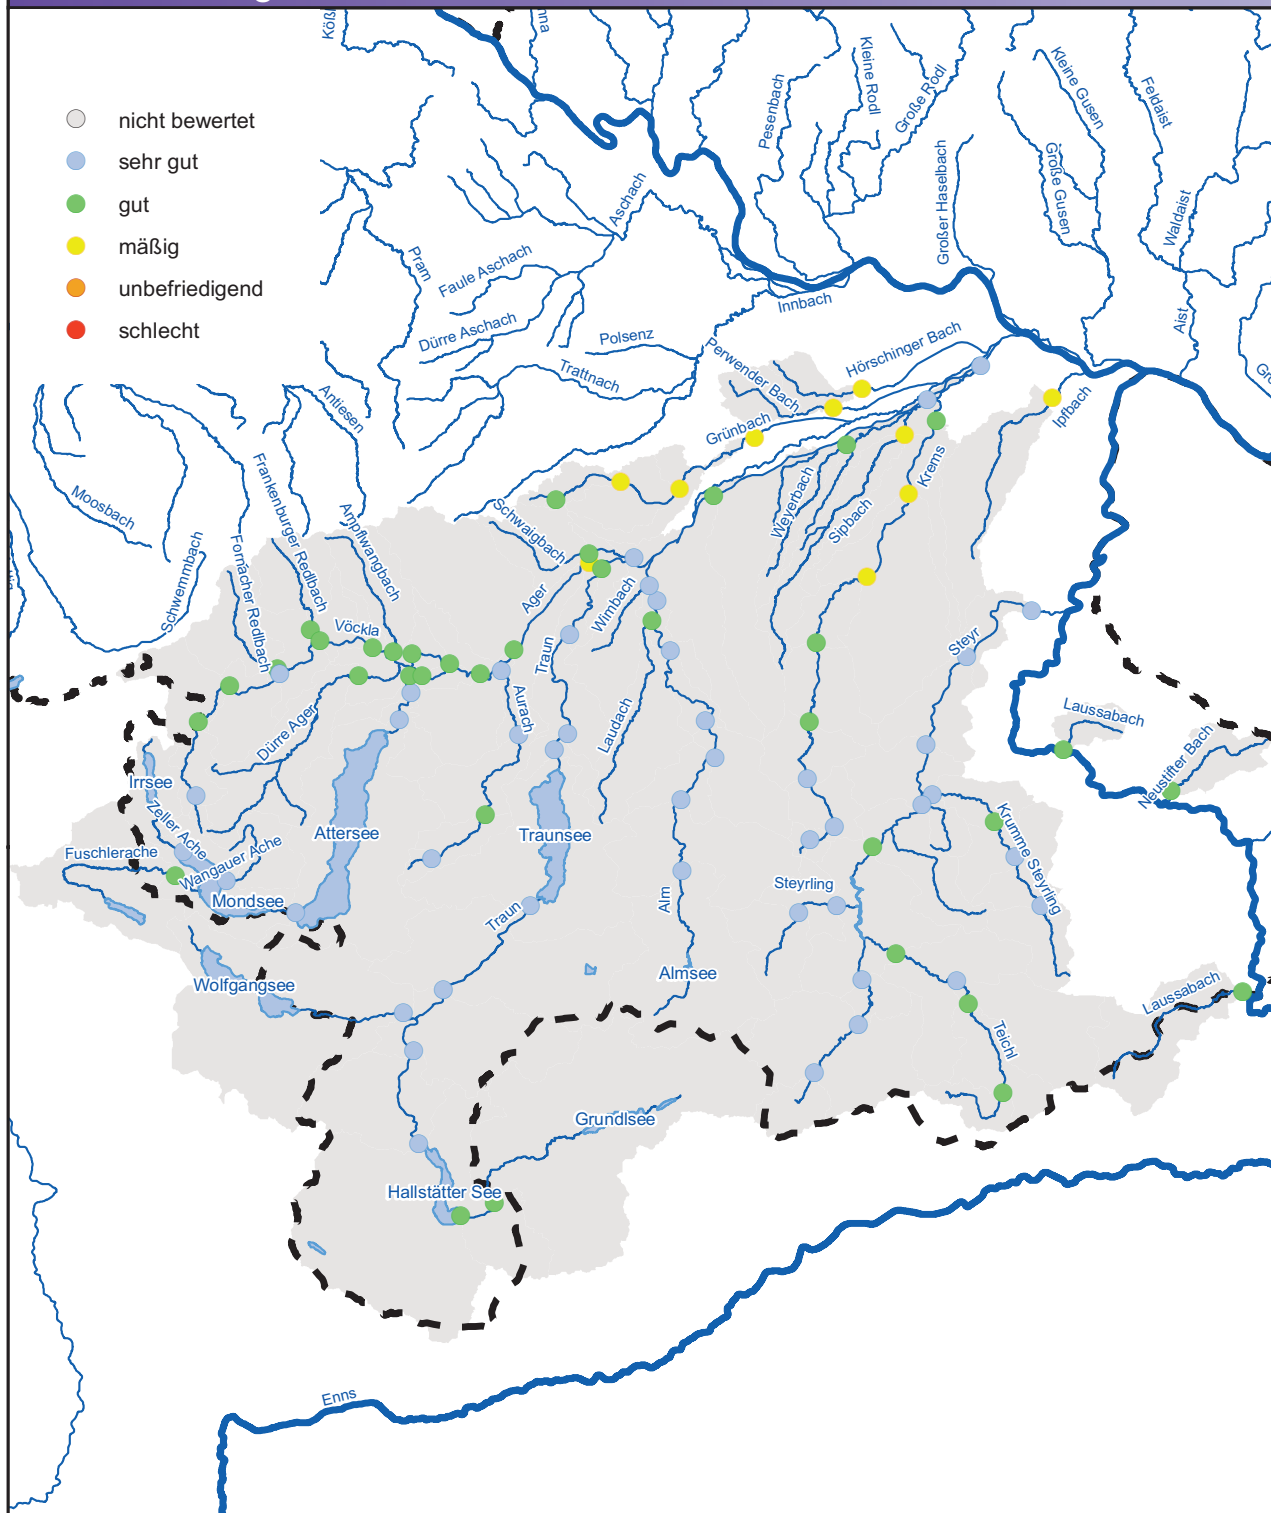 nicht bewertet
sehr gut
gut
mäßig
unbefriedigend
schlecht
Pesenbach
Kleine Rodl
Große Rodl
Kleine Gusen
Feldaist
Große Gusen
Großer Haselbach
Waldaist
Aist
Aschach
Pram
Faule Aschach
Dürre Aschach
Innbach
Polsenz
Trattnach
Perwender Bach
Hörschinger Bach
Grünbach
Ipfbach
Antiesen
Moosbach
Schwemmbach
Frankenburger Redlbach
Fornacher Redlbach
Ampflwangbach
Schwaigbach
Weyerbach
Sipbach
Krems
Ager
Wimbach
Vöckla
Traun
Steyr
Aurach
Laudach
Dürre Ager
Laussabach
Neustifter Bach
Irrsee
Zeller Ache
Attersee
Traunsee
Fuschlerache
Wangauer Ache
Mondsee
Krumme Steyrling
Steyrling
Traun
Alm
Almsee
Wolfgangsee
Laussabach
Teichl
Grundlsee
Hallstätter See
Enns